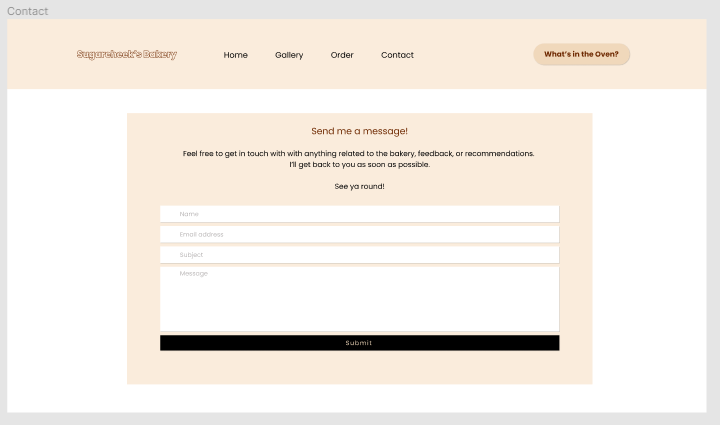 Contact
Sugarcheek's Bakery
Home
Gallery
Order
Contact
What's in the Oven?
Send me a message!
Feel free to get in touch with with anything related to the bakery, feedback, or recommendations.
I'll get back to you as soon as possible.
See ya round!
Name
Email address
Subject
Message
Submit